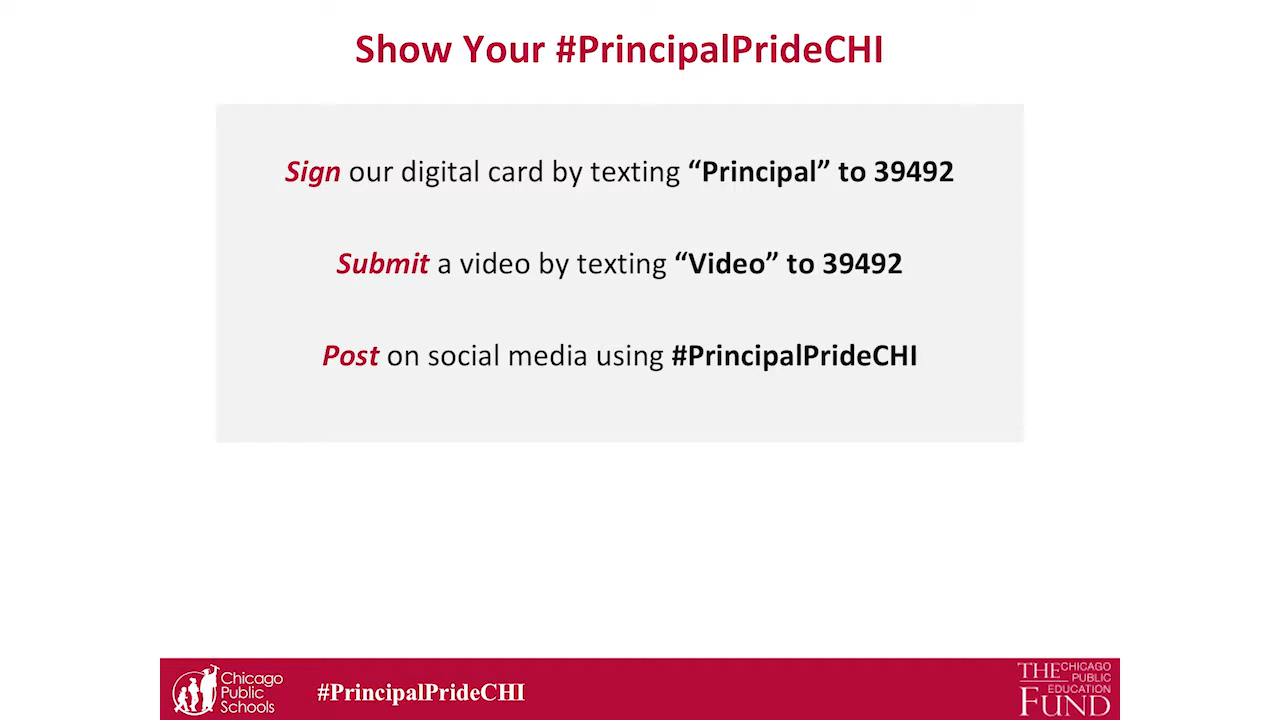 Show Your #PrincipalPrideCHI
Sign our digital card by texting “Principal” to 39492
Submit a video by texting “Video” to 39492
Post on social media using #PrincipalPrideCHI
Chicago
Public
Schools
#PrincipalPrideCHI
THE CHICAGO
PUBLIC
EDUCATION
FUND